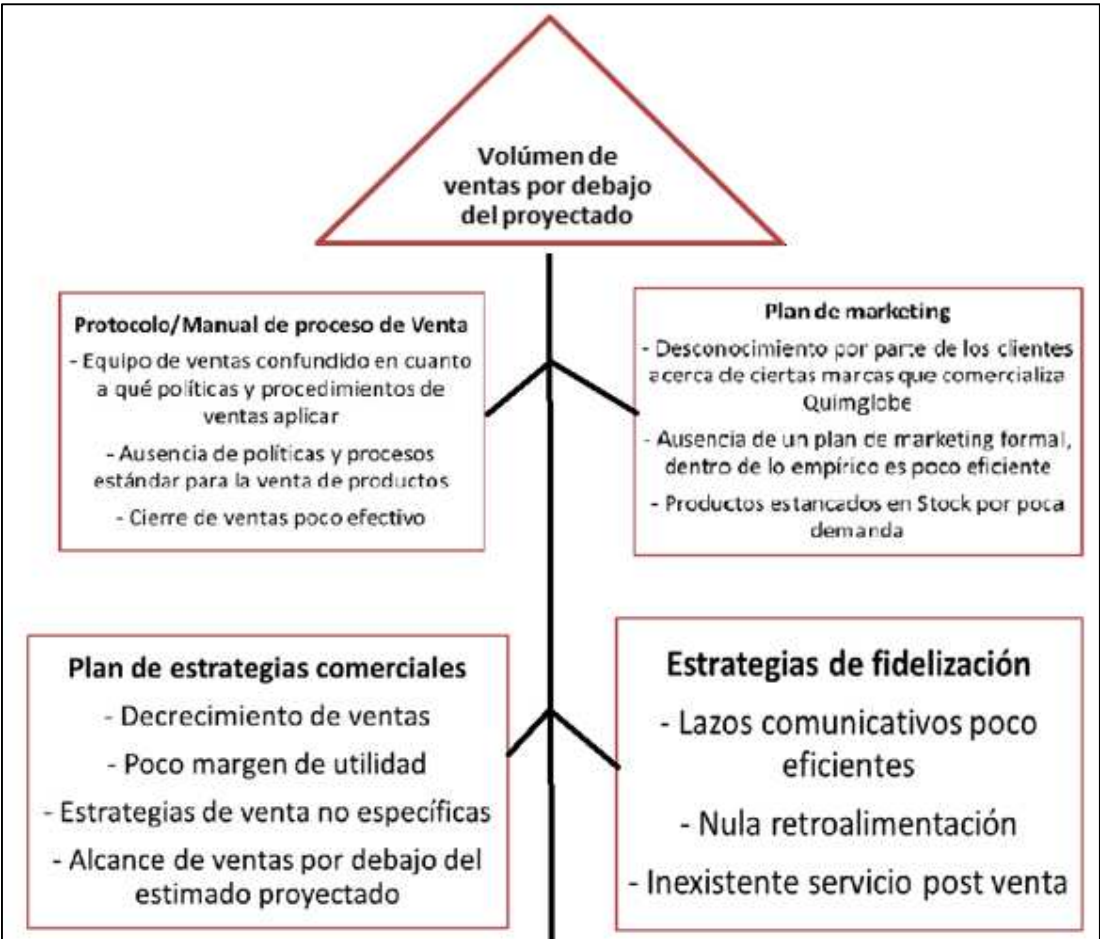 Volúmen de
ventas por debajo
del proyectado
Protocolo/Manual de proceso de Venta
- Equipo de ventas confundido en cuanto
a qué políticas y procedimientos de
ventas aplicar
- Ausencia de políticas y procesos
estándar para la venta de productos
- Cierre de ventas poco efectivo
Plan de marketing
- Desconocimiento por parte de los clientes
acerca de ciertas marcas que comercializa
Quimglobe
- Ausencia de un plan de marketing formal,
dentro de lo empírico es poco eficiente
- Productos estancados en Stock por poca
demanda
Plan de estrategias comerciales
- Decrecimiento de ventas
- Poco margen de utilidad
- Estrategias de venta no específicas
- Alcance de ventas por debajo del
estimado proyectado
Estrategias de fidelización
- Lazos comunicativos poco
eficientes
- Nula retroalimentación
- Inexistente servicio post venta